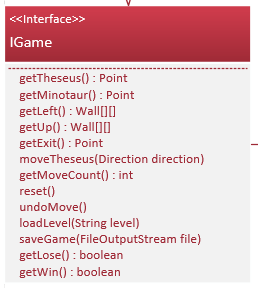 <<Interface>>
IGame
getTheseus() : Point
getMinotaur() : Point
getLeft() : Wall[][]
getUp() : Wall[][]
getExit() : Point
moveTheseus(Direction direction)
getMoveCount() : int
reset()
undoMove()
loadLevel(String level)
saveGame(FileOutputStream file)
getLose() : boolean
getWin() : boolean